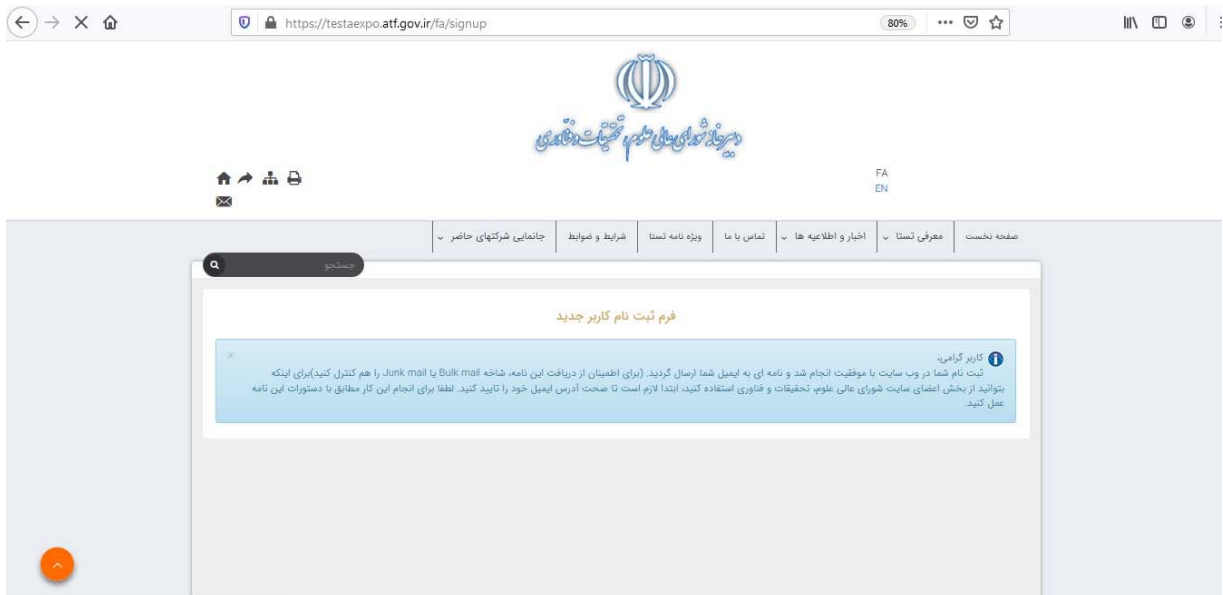 https://testaexpo.atf.gov.ir/fa/signup
80%
دبیرخانه شورای عالی علوم، تحقیقات و فناوری
FA
EN
صفحه نخست معرفی تستا اخبار و اطلاعیه ها تماس با ما ویژه نامه تستا شرایط و ضوابط جانمایی شرکتهای حاضر
جستجو
فرم ثبت نام کاربر جدید
کاربر گرامی،
ثبت نام شما در وب سایت با موفقیت انجام شد و نامه ای به ایمیل شما ارسال گردید. (برای اطمینان از دریافت این نامه، شاخه Bulk mail یا Junk mail را هم کنترل کنید)برای اینکه
بتوانید از بخش اعضای سایت شورای عالی علوم، تحقیقات و فناوری استفاده کنید، ابتدا لازم است تا صحت آدرس ایمیل خود را تایید کنید. لطفا برای انجام این کار مطابق با دستورات این نامه
عمل کنید.